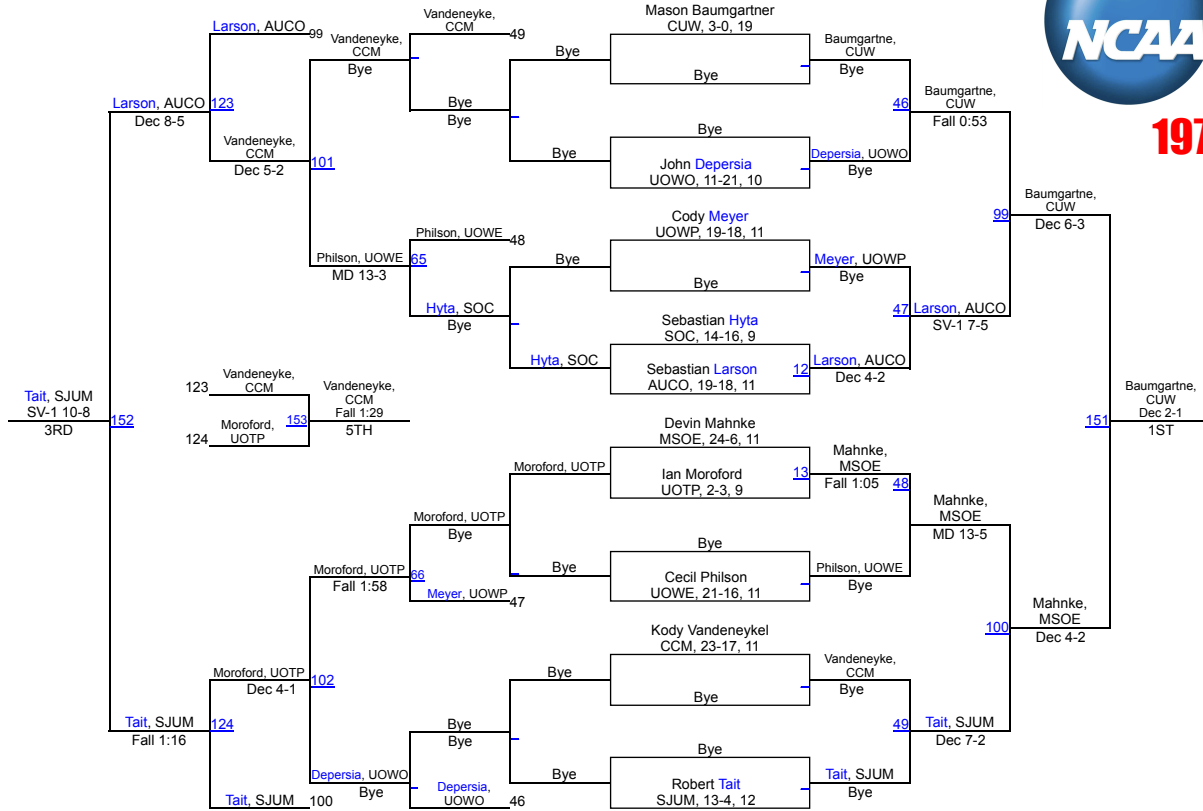 NCAA
197
Mason Baumgartner
CUW, 3-0, 19
Bye
Bye
John Depersia
UOWO, 11-21, 10
Cody Meyer
UOWP, 19-18, 11
Bye
Sebastian Hyta
SOC, 14-16, 9
Sebastian Larson
AUCO, 19-18, 11
12
Devin Mahnke
MSOE, 24-6, 11
Ian Moroford
UOTP, 2-3, 9
13
Bye
Cecil Philson
UOWE, 21-16, 11
Kody Vandeneykel
CCM, 23-17, 11
Bye
Bye
Robert Tait
SJUM, 13-4, 12
Baumgartne,
CUW
Bye
Depersia, UOWO
Bye
46
Meyer, UOWP
Bye
Larson, AUCO
Dec 4-2
47
Mahnke,
MSOE
Fall 1:05
48
Philson, UOWE
Bye
Vandeneyke,
CCM
Bye
49
Tait, SJUM
Bye
Baumgartne,
CUW
Fall 0:53
99
Larson, AUCO
SV-1 7-5
Mahnke,
MSOE
MD 13-5
100
Tait, SJUM
Dec 7-2
Baumgartne,
CUW
Dec 6-3
151
Mahnke,
MSOE
Dec 4-2
Baumgartne,
CUW
Dec 2-1
1ST
Bye
Bye
Bye
Hyta, SOC
Moroford, UOTP
Bye
Bye
Bye
Vandeneyke,
CCM
49
Bye
Bye
Philson, UOWE
48
65
Hyta, SOC
Bye
Moroford, UOTP
Bye
66
Meyer, UOWP
47
Bye
Bye
Depersia,
UOWO
46
Vandeneyke,
CCM
Bye
101
Philson, UOWE
MD 13-3
Moroford, UOTP
Fall 1:58
102
Depersia, UOWO
Bye
Larson, AUCO
99
123
Vandeneyke,
CCM
Dec 5-2
Moroford, UOTP
Dec 4-1
124
Tait, SJUM
100
Larson, AUCO
Dec 8-5
152
Tait, SJUM
Fall 1:16
Tait, SJUM
SV-1 10-8
3RD
123
Vandeneyke,
CCM
124
Moroford,
UOTP
153
Vandeneyke,
CCM
Fall 1:29
5TH